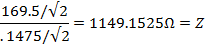 169.5/√2 / .1475/√2 = 1149.1525Ω = Z